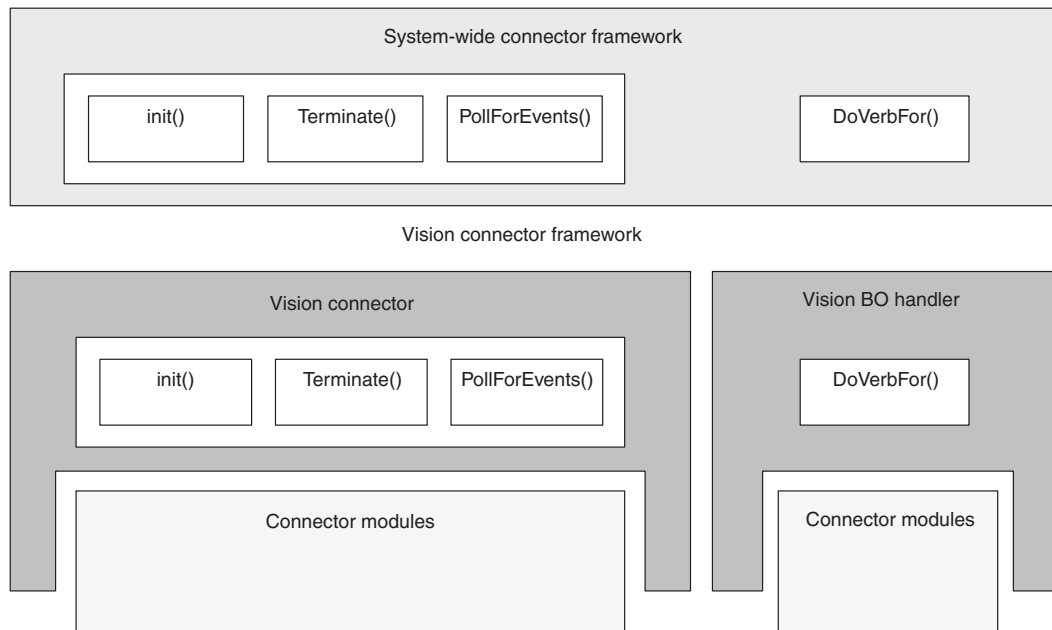 System-wide connector framework
init()
Terminate()
PollForEvents()
DoVerbFor()
Vision connector framework
Vision connector
Vision BO handler
init()
Terminate()
PollForEvents()
DoVerbFor()
Connector modules
Connector modules